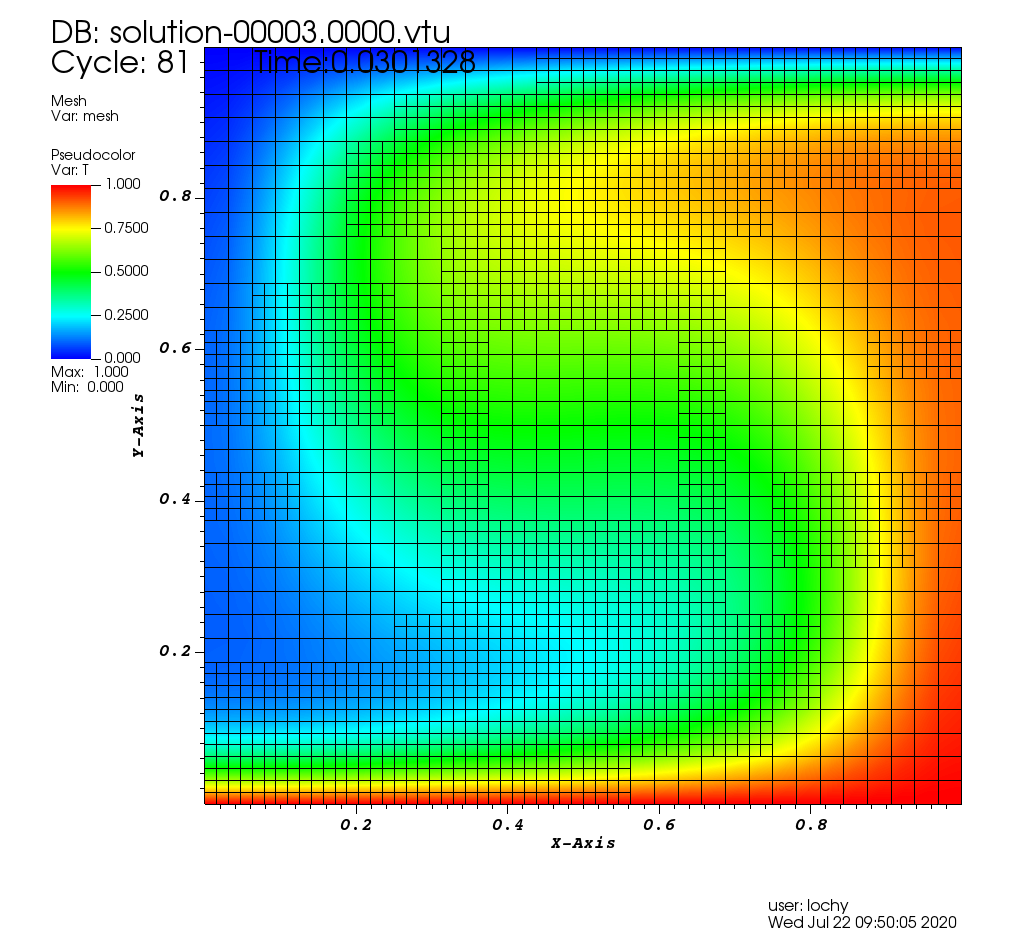 DB: solution-00003.0000.vtu
Cycle: 81 Time:0.0301328
Mesh
Var: mesh
Pseudocolor
Var: T
1.000
0.7500
0.5000
0.2500
0.000
Max: 1.000
Min: 0.000
Y-Axis
0.8
0.6
0.4
0.2
0.2 0.4 0.6 0.8
X-Axis
user: lochy
Wed Jul 22 09:50:05 2020